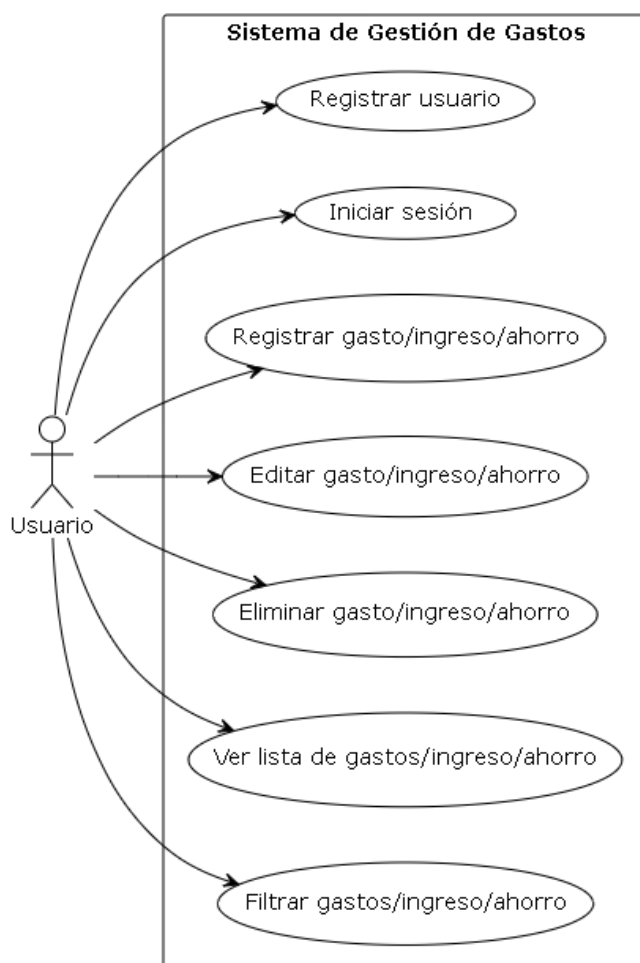 Sistema de Gestión de Gastos
Registrar usuario
Iniciar sesión
Registrar gasto/ingreso/ahorro
Editar gasto/ingreso/ahorro
Usuario
Eliminar gasto/ingreso/ahorro
Ver lista de gastos/ingreso/ahorro
Filtrar gastos/ingreso/ahorro